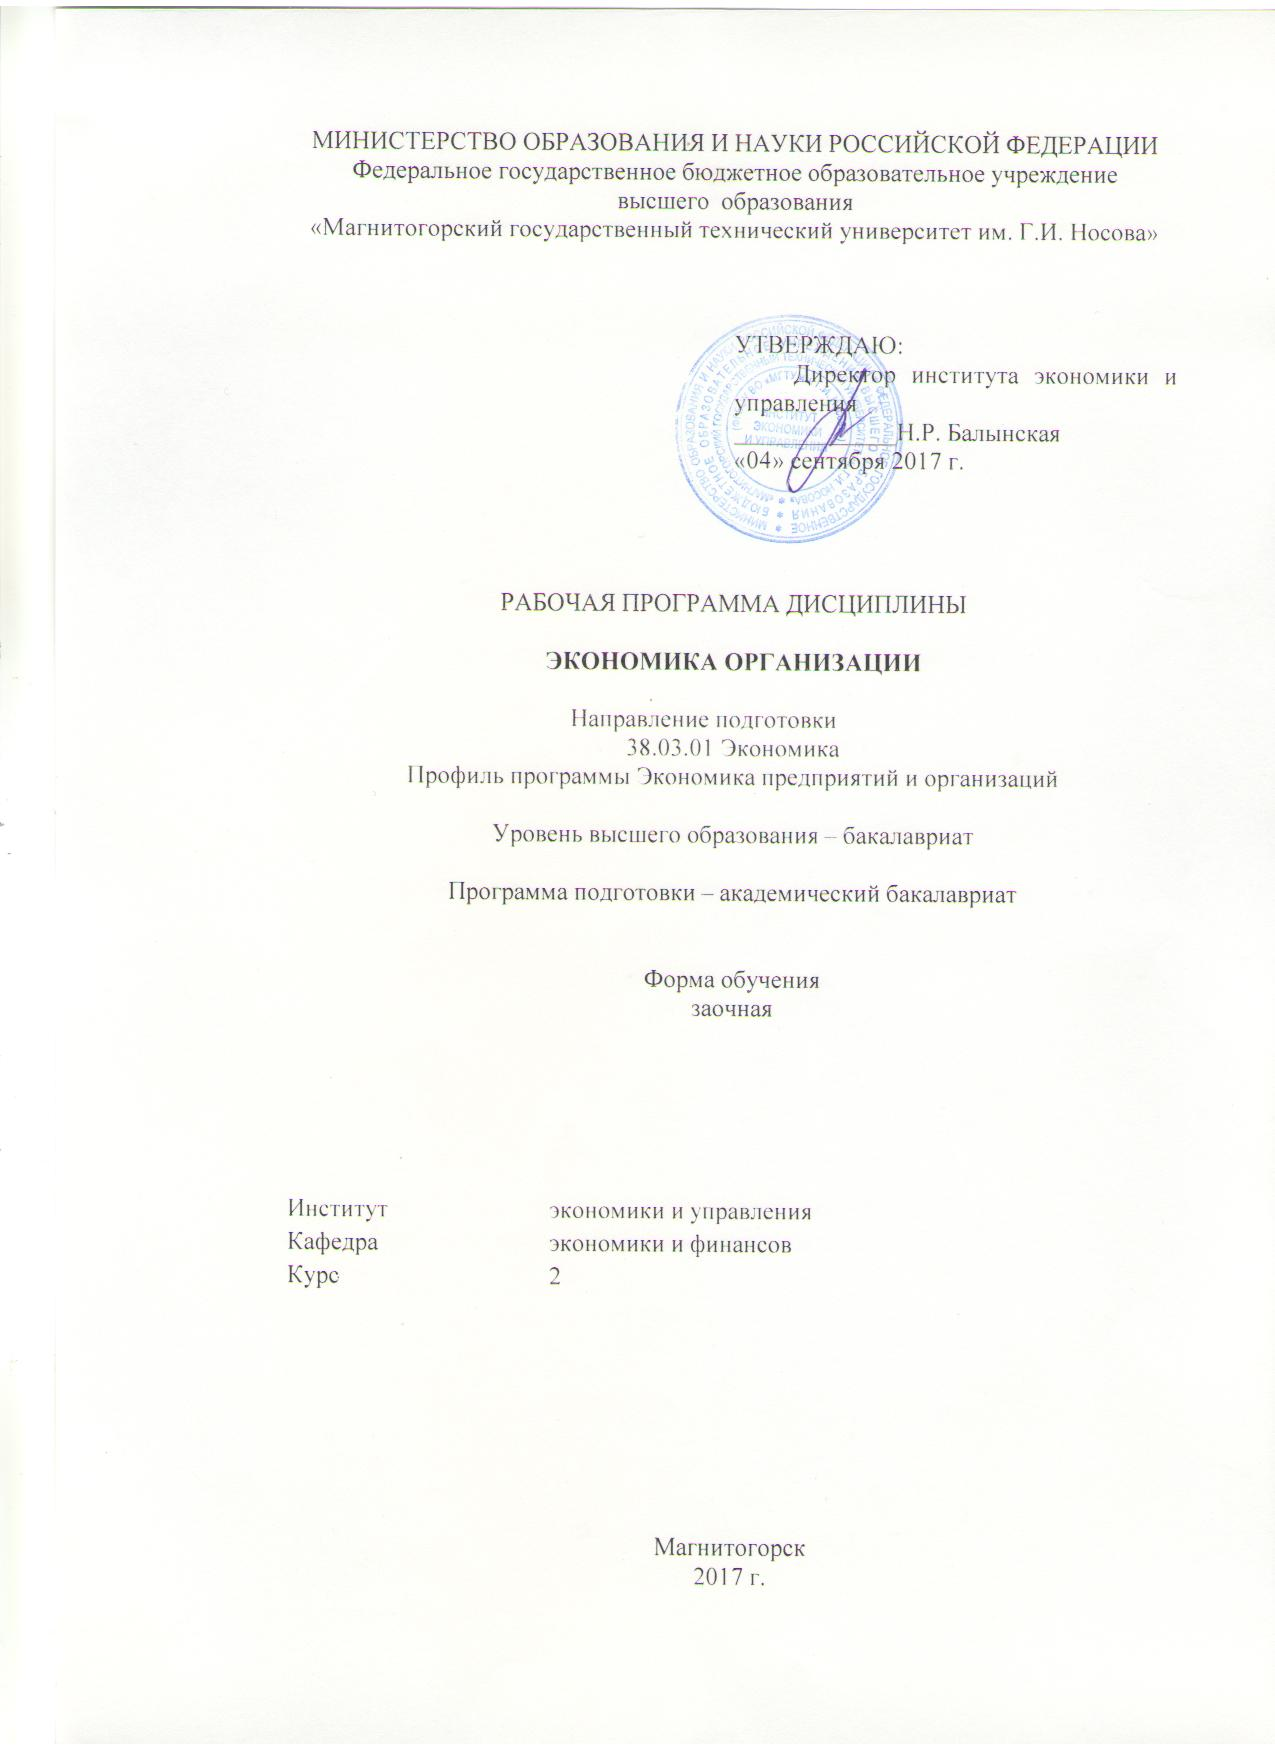 МИНИСТЕРСТВО ОБРАЗОВАНИЯ И НАУКИ РОССИЙСКОЙ ФЕДЕРАЦИИ
Федеральное государственное бюджетное образовательное учреждение
высшего образования
«Магнитогорский государственный технический университет им. Г.И. Носова»
УТВЕРЖДАЮ:
Директор института экономики и
управления
Н.Р. Балынская
«04» сентября 2017 г.
ИНСТИТУТ
ЭКОНОМИКИ
И УПРАВЛЕНИЯ
РАБОЧАЯ ПРОГРАММА ДИСЦИПЛИНЫ
ЭКОНОМИКА ОРГАНИЗАЦИИ
Направление подготовки
38.03.01 Экономика
Профиль программы Экономика предприятий и организаций
Уровень высшего образования – бакалавриат
Программа подготовки – академический бакалавриат
Форма обучения
заочная
Институт экономики и управления
Кафедра экономики и финансов
Курс 2
Магнитогорск
2017 г.